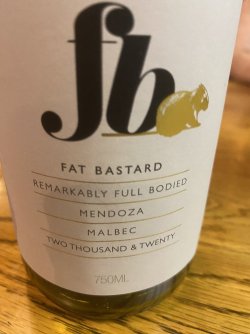 fb
FAT BASTARD
REMARKABLY FULL BODIED
MENDOZA
MALBEC
TWO THOUSAND & TWENTY
750ML